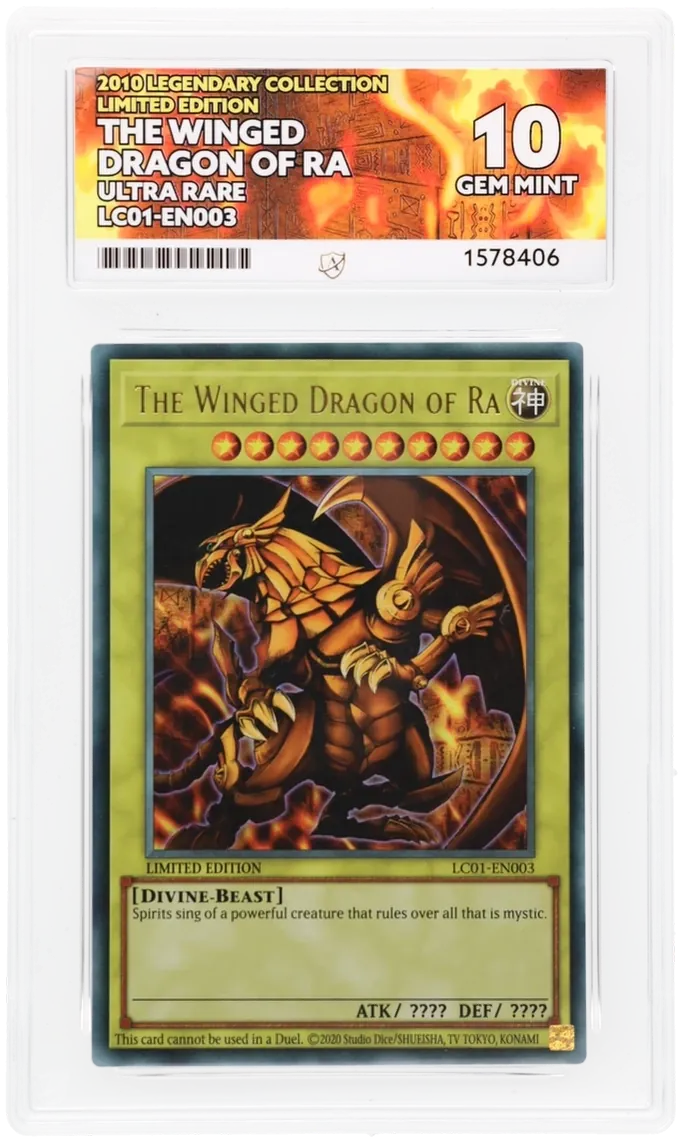 2010 LEGENDARY COLLECTION
LIMITED EDITION
THE WINGED
DRAGON OF RA
ULTRA RARE
LC01-EN003
10
GEM MINT
1578406
THE WINGED DRAGON OF RA
DIVINE
神
LIMITED EDITION
LC01-EN003
[DIVINE-BEAST]
Spirits sing of a powerful creature that rules over all that is mystic.
ATK/ ???? DEF/ ????
This card cannot be used in a Duel. ©2020 Studio Dice/SHUEISHA, TV TOKYO, KONAMI